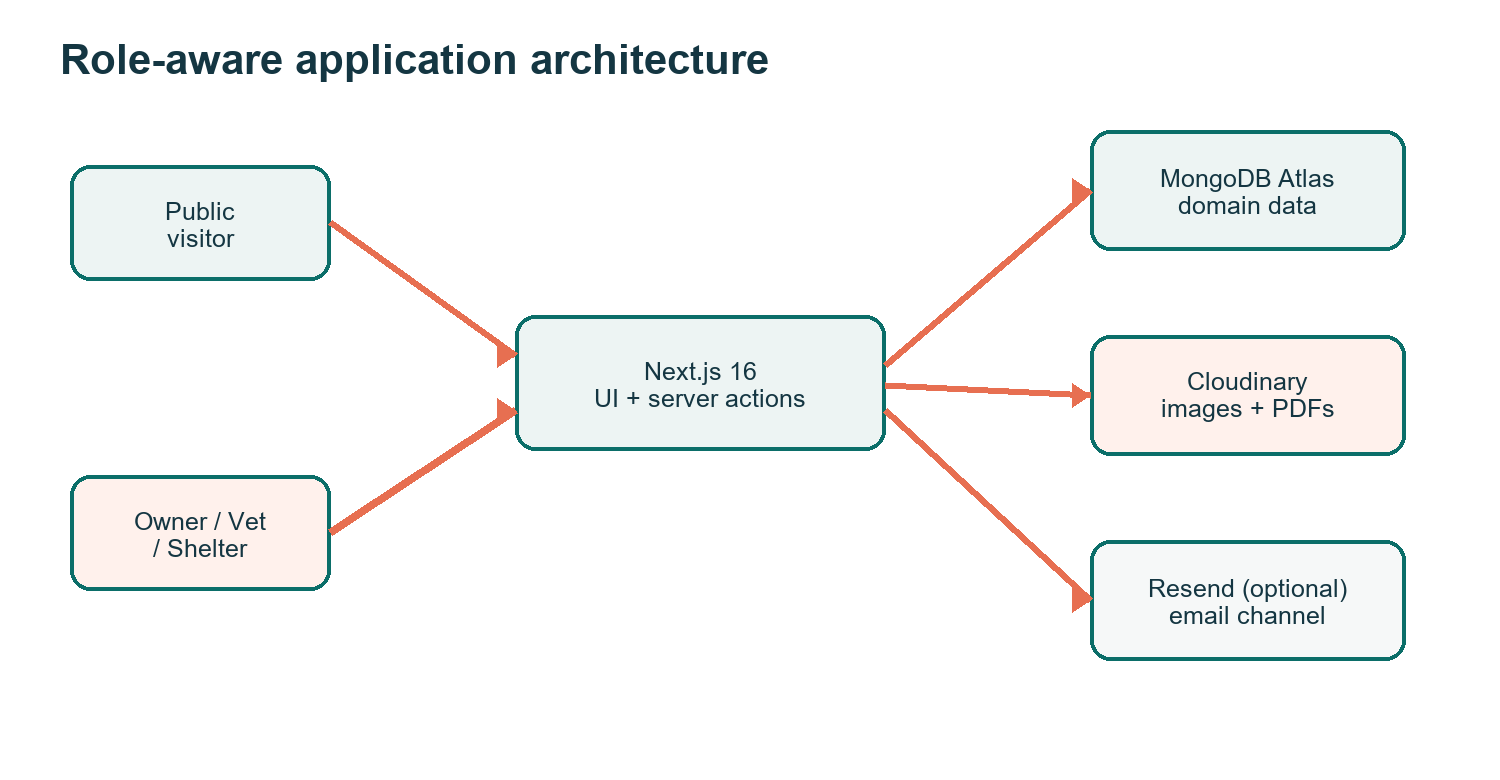 Role-aware application architecture
Public
visitor
Owner / Vet
/ Shelter
Next.js 16
UI + server actions
MongoDB Atlas
domain data
Cloudinary
images + PDFs
Resend (optional)
email channel